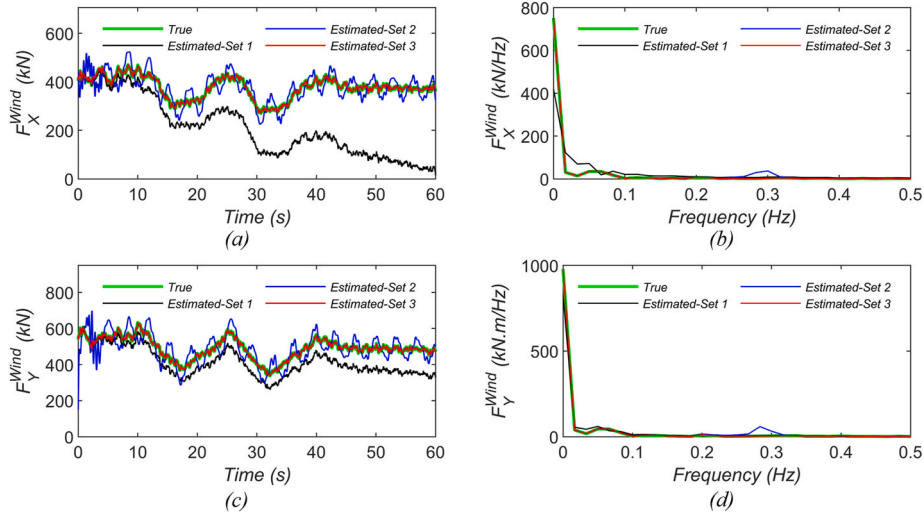 True
Estimated-Set 2
Estimated-Set 1
Estimated-Set 3
F_X^Wind (kN)
600
400
200
0
0 10 20 30 40 50 60
Time (s)
(a)
True
Estimated-Set 2
Estimated-Set 1
Estimated-Set 3
F_X^Wind (kN/Hz)
800
600
400
200
0
0 0.1 0.2 0.3 0.4 0.5
Frequency (Hz)
(b)
True
Estimated-Set 2
Estimated-Set 1
Estimated-Set 3
F_Y^Wind (kN)
800
600
400
200
0
0 10 20 30 40 50 60
Time (s)
(c)
True
Estimated-Set 2
Estimated-Set 1
Estimated-Set 3
F_Y^Wind (kN.m/Hz)
1000
500
0
0 0.1 0.2 0.3 0.4 0.5
Frequency (Hz)
(d)